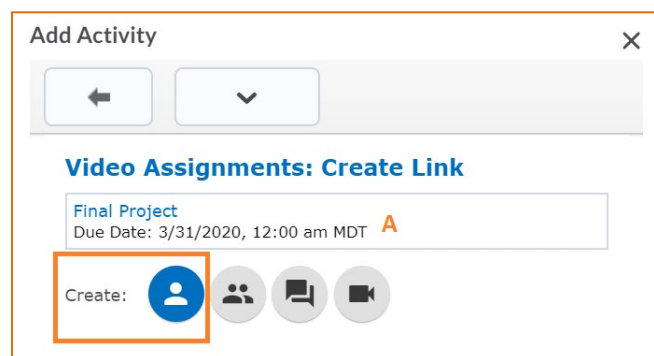 Add Activity
Video Assignments: Create Link
Final Project
Due Date: 3/31/2020, 12:00 am MDT A
Create: